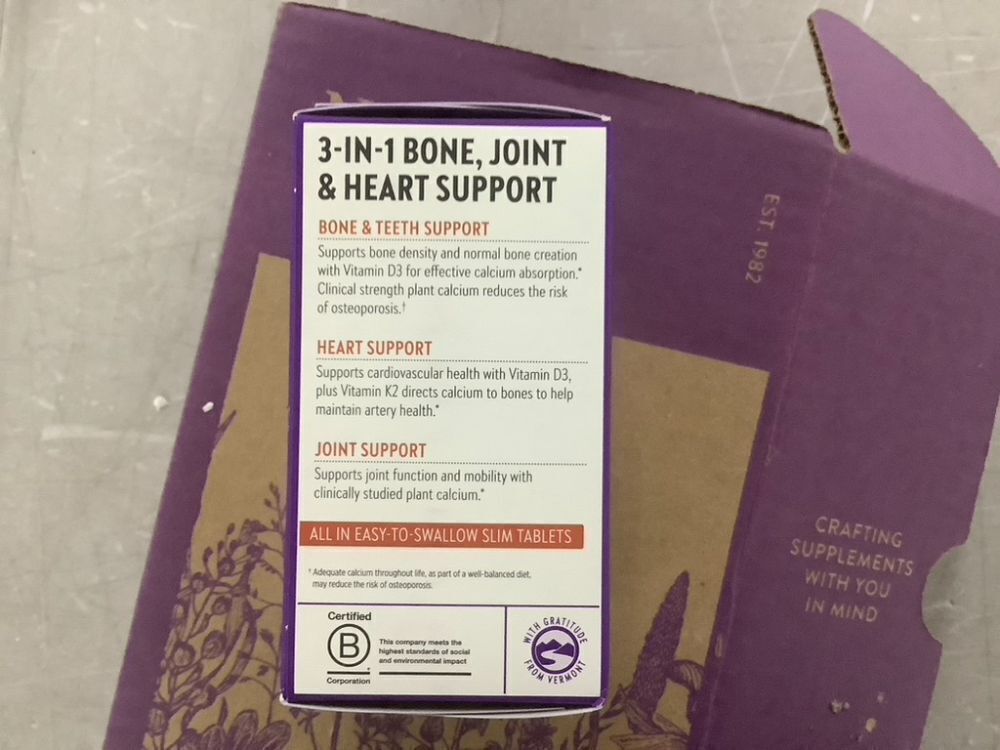 3-IN-1 BONE, JOINT
& HEART SUPPORT
BONE & TEETH SUPPORT
Supports bone density and normal bone creation
with Vitamin D3 for effective calcium absorption.*
Clinical strength plant calcium reduces the risk
of osteoporosis.†
HEART SUPPORT
Supports cardiovascular health with Vitamin D3,
plus Vitamin K2 directs calcium to bones to help
maintain artery health.*
JOINT SUPPORT
Supports joint function and mobility with
clinically studied plant calcium.*
ALL IN EASY-TO-SWALLOW SLIM TABLETS
† Adequate calcium throughout life, as part of a well-balanced diet,
may reduce the risk of osteoporosis.
Certified
B
Corporation
This company meets the
highest standards of social
and environmental impact
WITH GRATITUDE
FROM VERMONT
EST. 1982
CRAFTING
SUPPLEMENTS
WITH YOU
IN MIND